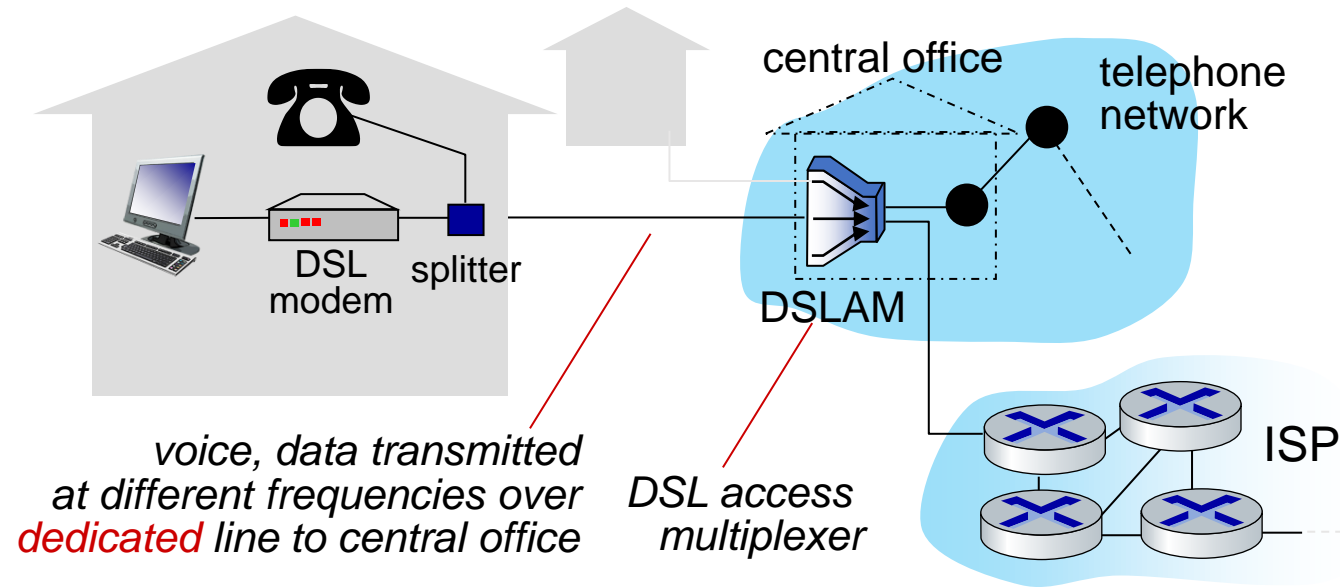 central office
telephone
network
DSL
modem
splitter
DSLAM
ISP
voice, data transmitted
at different frequencies over
dedicated line to central office
DSL access
multiplexer